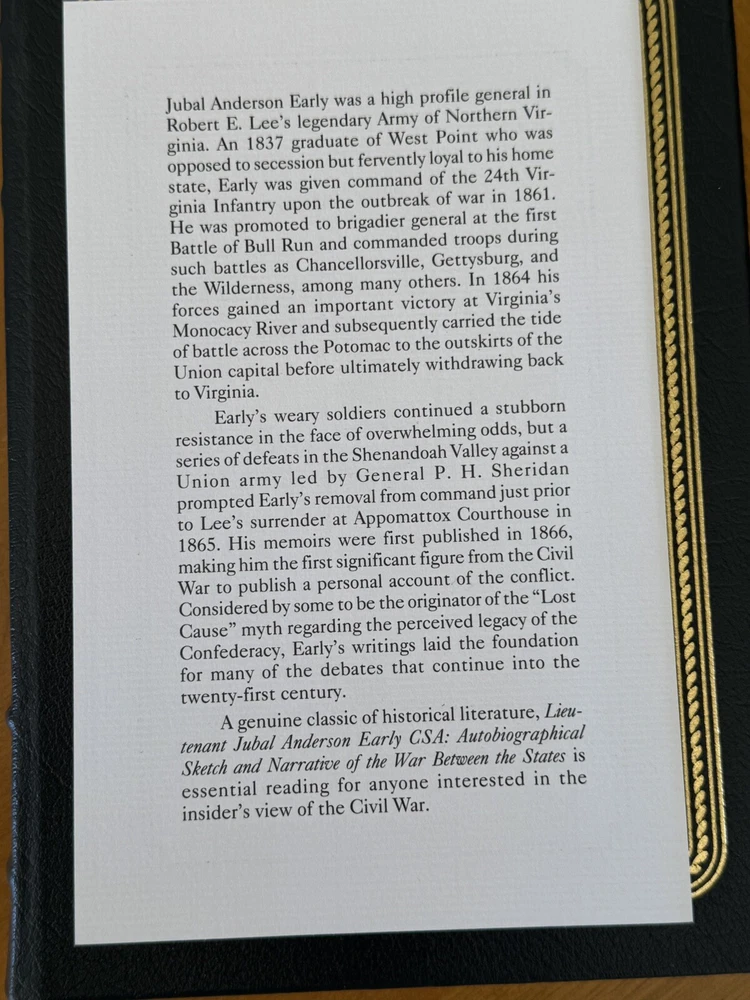 Jubal Anderson Early was a high profile general in
Robert E. Lee's legendary Army of Northern Vir-
ginia. An 1837 graduate of West Point who was
opposed to secession but fervently loyal to his home
state, Early was given command of the 24th Vir-
ginia Infantry upon the outbreak of war in 1861.
He was promoted to brigadier general at the first
Battle of Bull Run and commanded troops during
such battles as Chancellorsville, Gettysburg, and
the Wilderness, among many others. In 1864 his
forces gained an important victory at Virginia's
Monocacy River and subsequently carried the tide
of battle across the Potomac to the outskirts of the
Union capital before ultimately withdrawing back
to Virginia.
Early's weary soldiers continued a stubborn
resistance in the face of overwhelming odds, but a
series of defeats in the Shenandoah Valley against a
Union army led by General P. H. Sheridan
prompted Early's removal from command just prior
to Lee's surrender at Appomattox Courthouse in
1865. His memoirs were first published in 1866,
making him the first significant figure from the Civil
War to publish a personal account of the conflict.
Considered by some to be the originator of the “Lost
Cause” myth regarding the perceived legacy of the
Confederacy, Early's writings laid the foundation
for many of the debates that continue into the
twenty-first century.
A genuine classic of historical literature, Lieu-
tenant Jubal Anderson Early CSA: Autobiographical
Sketch and Narrative of the War Between the States is
essential reading for anyone interested in the
insider's view of the Civil War.